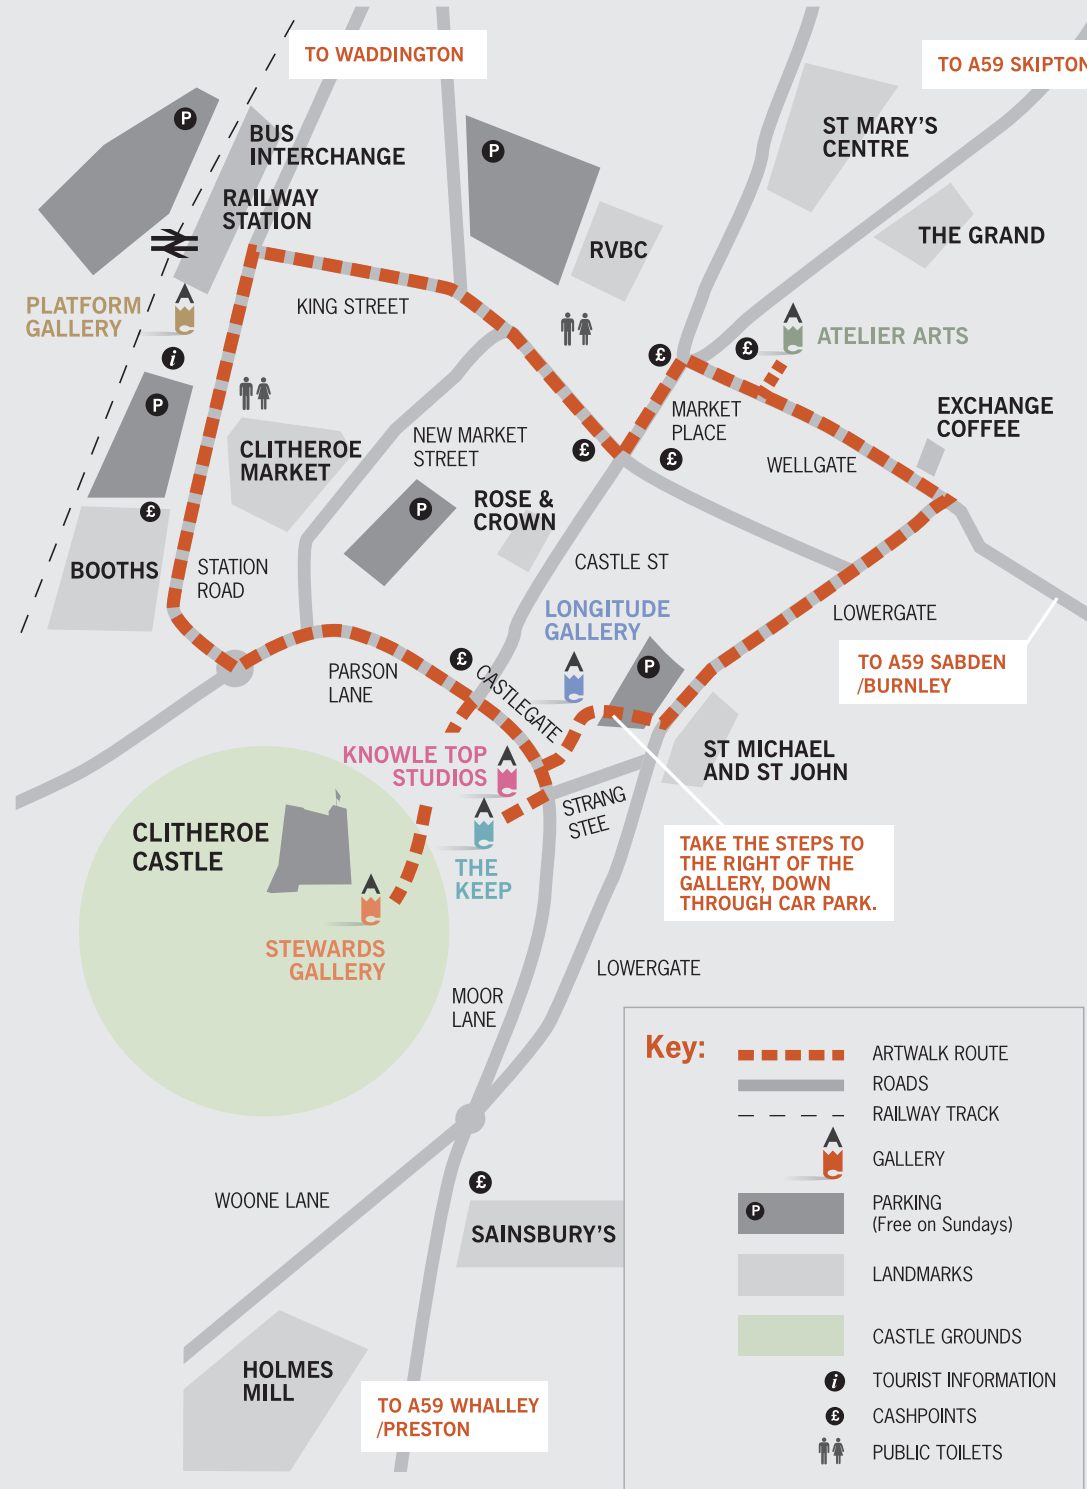 TO WADDINGTON
TO A59 SKIPTON
P
BUS
INTERCHANGE
P
ST MARY'S
CENTRE
RAILWAY
STATION
RVBC
THE GRAND
PLATFORM
GALLERY
KING STREET
i
£
£
ATELIER ARTS
P
CLITHEROE
MARKET
NEW MARKET
STREET
MARKET
PLACE
EXCHANGE
COFFEE
£
£
WELLGATE
£
P
ROSE &
CROWN
BOOTHS
STATION
ROAD
CASTLE ST
LONGITUDE
GALLERY
LOWERGATE
£
PARSON
LANE
CASTLEGATE
P
TO A59 SABDEN
/BURNLEY
KNOWLE TOP
STUDIOS
ST MICHAEL
AND ST JOHN
STRANG
STEE
CLITHEROE
CASTLE
THE
KEEP
TAKE THE STEPS TO
THE RIGHT OF THE
GALLERY, DOWN
THROUGH CAR PARK.
STEWARDS
GALLERY
LOWERGATE
MOOR
LANE
WOONE LANE
£
SAINSBURY'S
HOLMES
MILL
TO A59 WHALLEY
/PRESTON
Key:
ARTWALK ROUTE
ROADS
RAILWAY TRACK
GALLERY
P
PARKING
(Free on Sundays)
LANDMARKS
CASTLE GROUNDS
i
TOURIST INFORMATION
£
CASHPOINTS
PUBLIC TOILETS